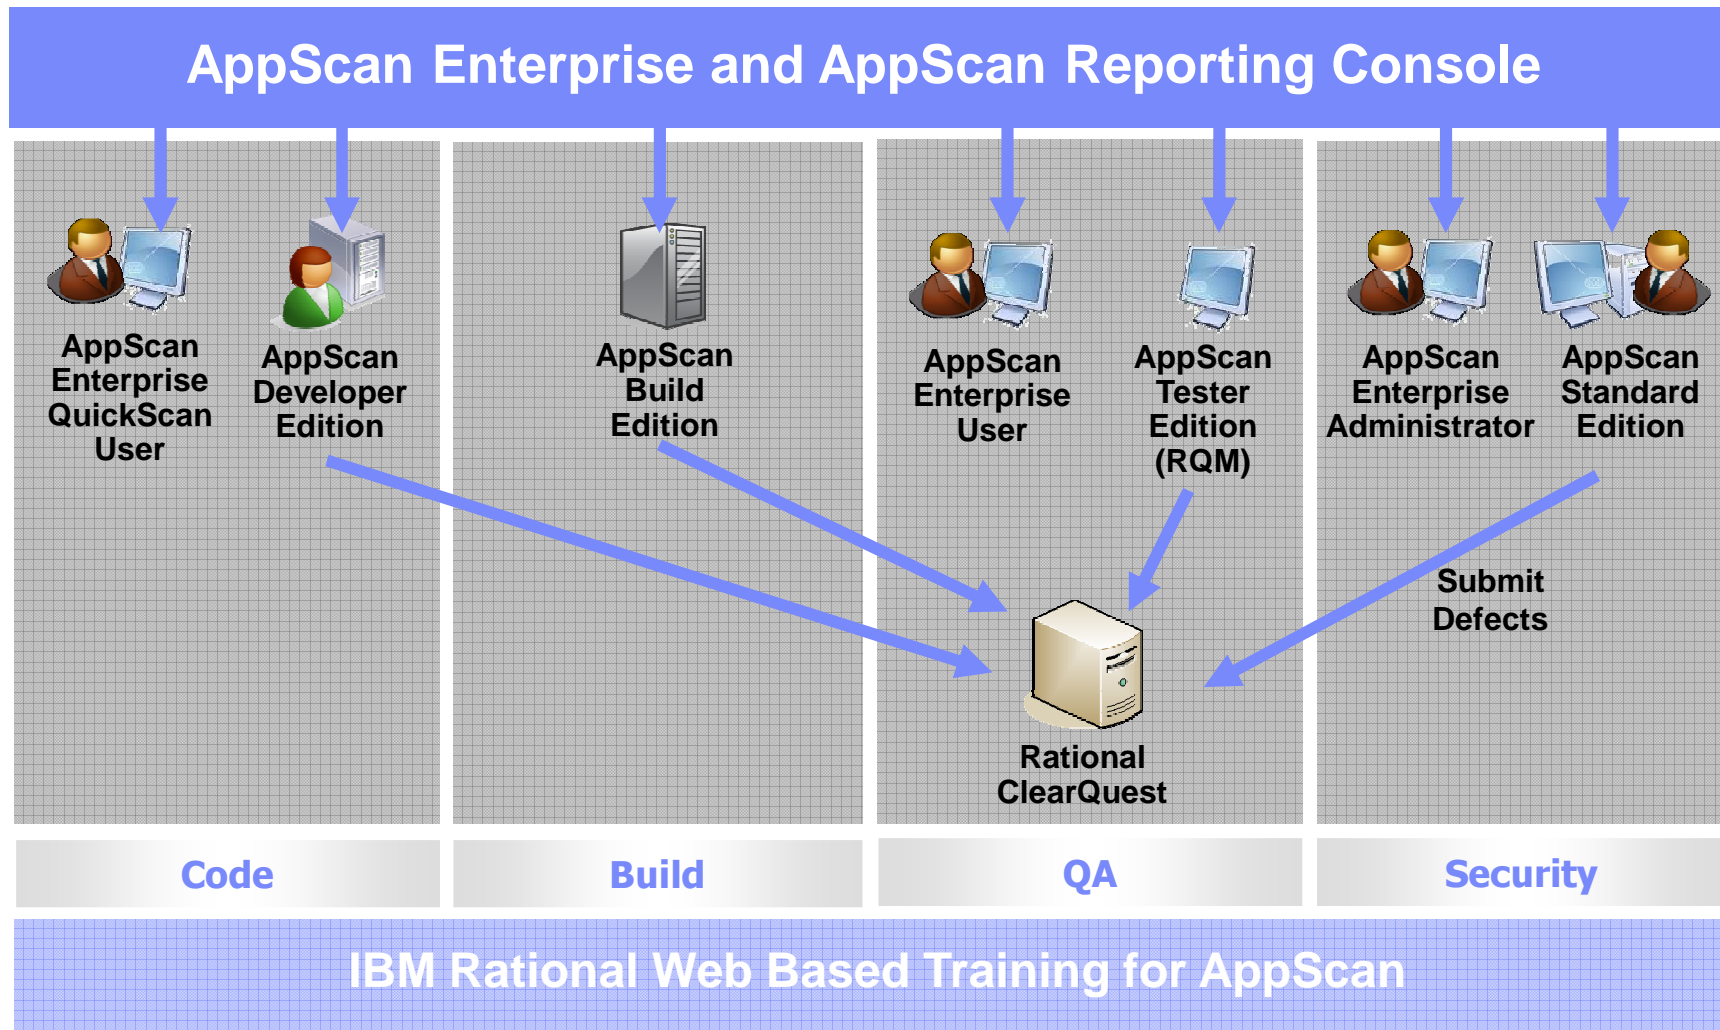 AppScan Enterprise and AppScan Reporting Console
AppScan
Enterprise
QuickScan
User
AppScan
Developer
Edition
AppScan
Build
Edition
AppScan
Enterprise
User
AppScan
Tester
Edition
(RQM)
AppScan
Enterprise
Administrator
AppScan
Standard
Edition
Submit
Defects
Rational
ClearQuest
Code
Build
QA
Security
IBM Rational Web Based Training for AppScan